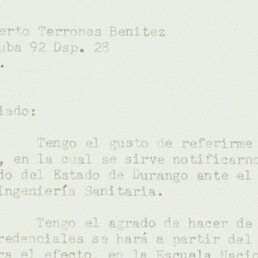 erto Terrones Benitez
uba 92 Dsp. 28
.
iado:
Tengo el gusto de referirme
, en la cual se sirve notificarno
do del Estado de Durango ante el
Ingeniería Sanitaria.
Tengo el agrado de hacer de
redenciales se hará a partir del
ra el efecto, en la Escuela Nacio